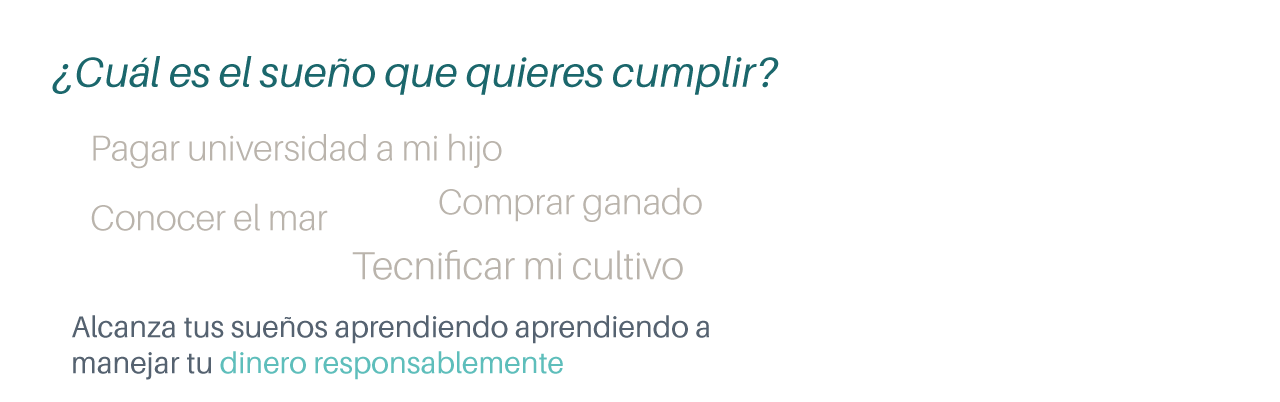 ¿Cuál es el sueño que quieres cumplir?
Pagar universidad a mi hijo
Comprar ganado
Conocer el mar
Tecnificar mi cultivo
Alcanza tus sueños aprendiendo aprendiendo a
manejar tu dinero responsablemente